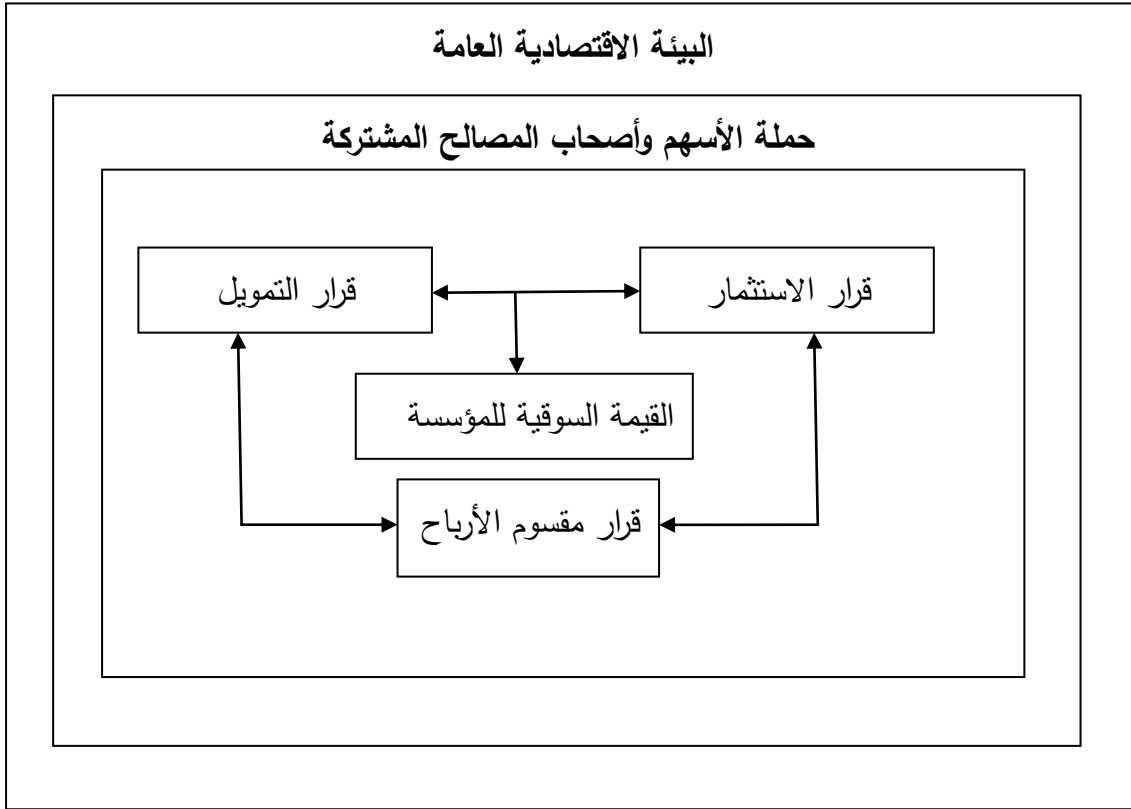 البيئة الاقتصادية العامة
حملة الأسهم وأصحاب المصالح المشتركة
قرار الاستثمار
قرار التمويل
القيمة السوقية للمؤسسة
قرار مقسوم الأرباح